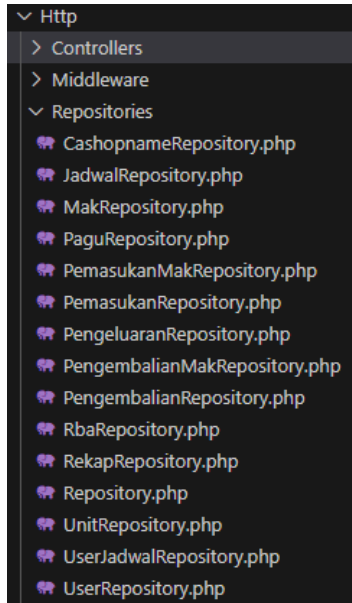 Http
Controllers
Middleware
Repositories
CashopnameRepository.php
JadwalRepository.php
MakRepository.php
PaguRepository.php
PemasukanMakRepository.php
PemasukanRepository.php
PengeluaranRepository.php
PengembalianMakRepository.php
PengembalianRepository.php
RbaRepository.php
RekapRepository.php
Repository.php
UnitRepository.php
UserJadwalRepository.php
UserRepository.php